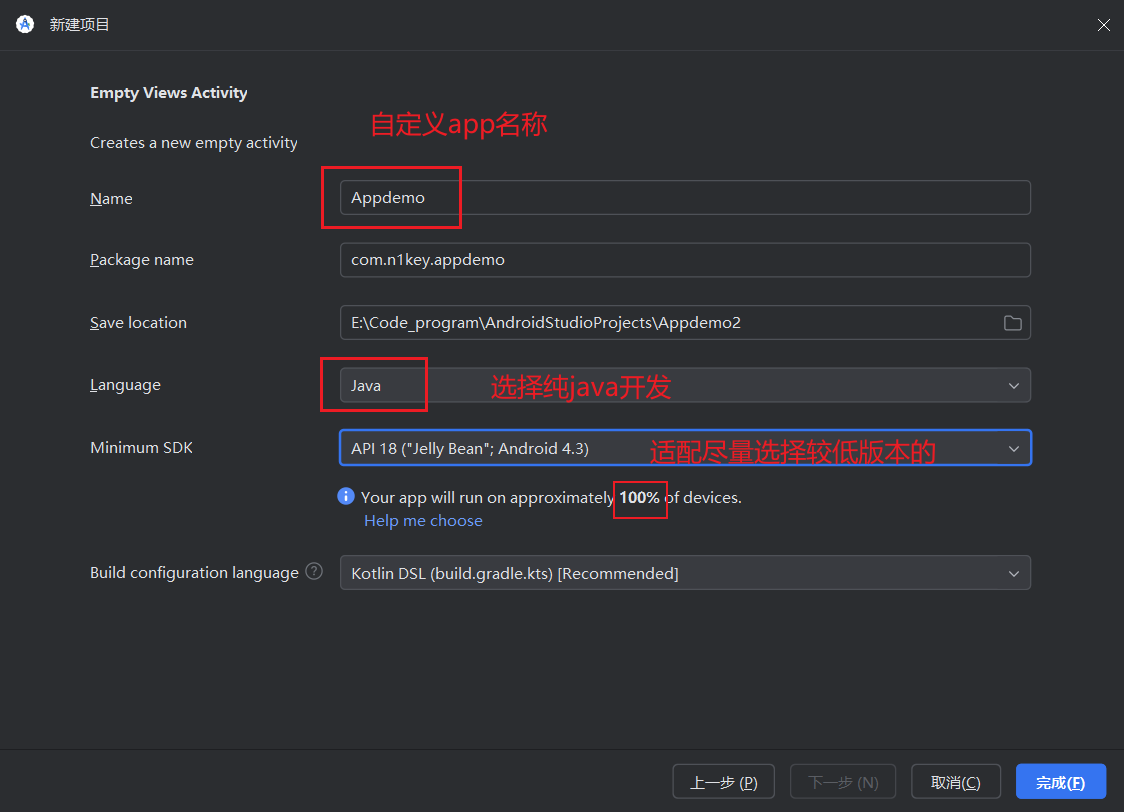 新建项目
Empty Views Activity
自定义app名称
Creates a new empty activity
Name
Appdemo
Package name
com.n1key.appdemo
Save location
E:\Code_program\AndroidStudioProjects\Appdemo2
Language
Java
选择纯java开发
Minimum SDK
API 18 ("Jelly Bean"; Android 4.3)
适配尽量选择较低版本的
Your app will run on approximately 100% of devices.
Help me choose
Build configuration language ?
Kotlin DSL (build.gradle.kts) [Recommended]
上一步 (P)
下一步 (N)
取消(C)
完成(F)